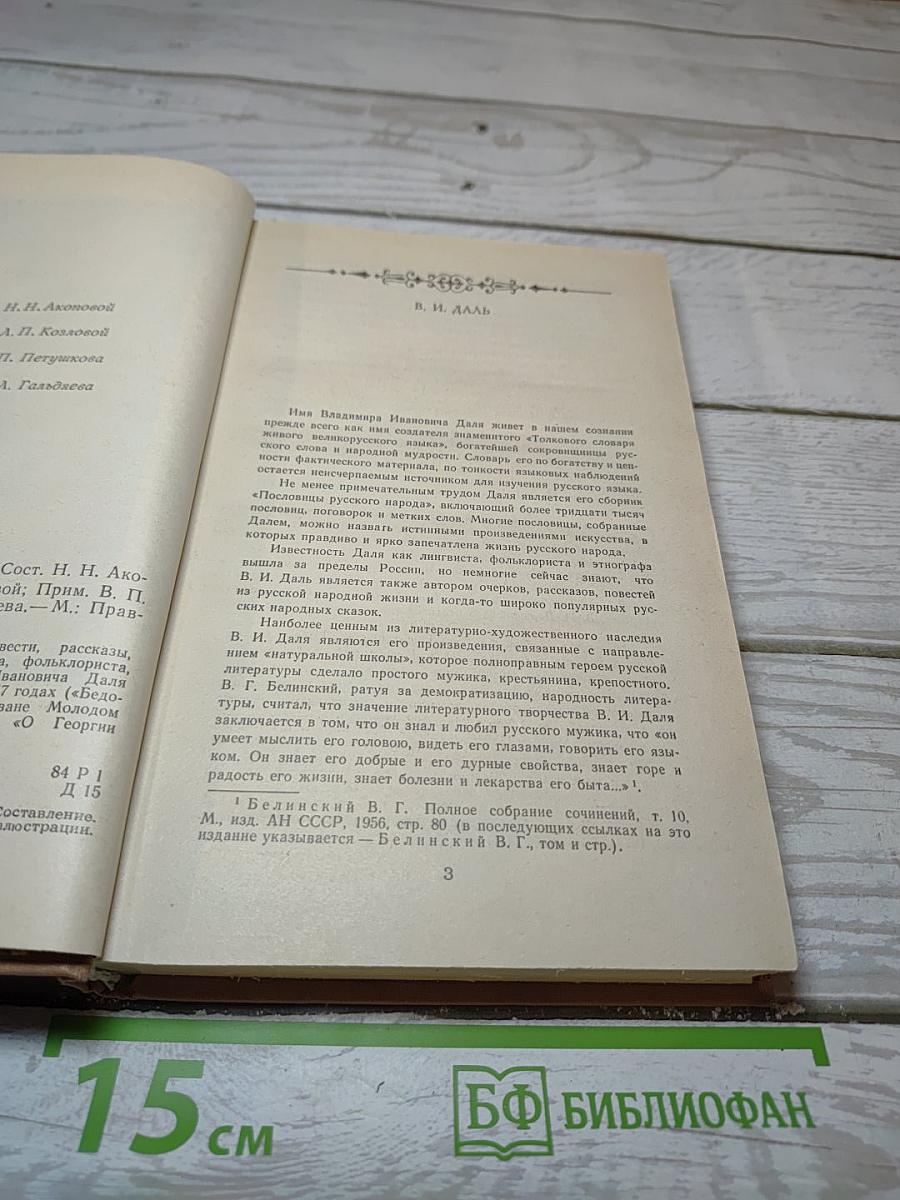 Н. Н. Акоповой
А. П. Козловой
П. Петушкова
А. Гальдяева
Сост. Н. Н. Ако-
вой; Прим. В. П.
ева.— М.: Прав-
вести, рассказы,
а, фольклориста,
Ивановича Даля
7 годах («Бедо-
ване Молодом
«О Георгии
84 Р 1
Д 15
Составление.
ллюстрации.
В. И. ДАЛЬ
Имя Владимира Ивановича Даля живет в нашем сознании
прежде всего как имя создателя знаменитого «Толкового словаря
живого великорусского языка», богатейшей сокровищницы рус-
ского слова и народной мудрости. Словарь его по богатству и цен-
ности фактического материала, по тонкости языковых наблюдений
остается неисчерпаемым источником для изучения русского языка.
Не менее примечательным трудом Даля является его сборник
«Пословицы русского народа», включающий более тридцати тысяч
пословиц, поговорок и метких слов. Многие пословицы, собранные
Далем, можно назвать истинными произведениями искусства, в
которых правдиво и ярко запечатлена жизнь русского народа,
Известность Даля как лингвиста, фольклориста и этнографа
вышла за пределы России, но немногие сейчас знают, что
В. И. Даль является также автором очерков, рассказов, повестей
из русской народной жизни и когда-то широко популярных рус-
ских народных сказок.
Наиболее ценным из литературно-художественного наследия
В. И. Даля являются его произведения, связанные с направле-
нием «натуральной школы», которое полноправным героем русской
литературы сделало простого мужика, крестьянина, крепостного.
В. Г. Белинский, ратуя за демократизацию, народность литера-
туры, считал, что значение литературного творчества В. И. Даля
заключается в том, что он знал и любил русского мужика, что «он
умеет мыслить его головою, видеть его глазами, говорить его язы-
ком. Он знает его добрые и его дурные свойства, знает горе и
радость его жизни, знает болезни и лекарства его быта...» ¹.
¹ Белинский В. Г. Полное собрание сочинений, т. 10,
М., изд. АН СССР, 1956, стр. 80 (в последующих ссылках на это
издание указывается — Белинский В. Г., том и стр.).
3
15 см
БФ БИБЛИОФАН